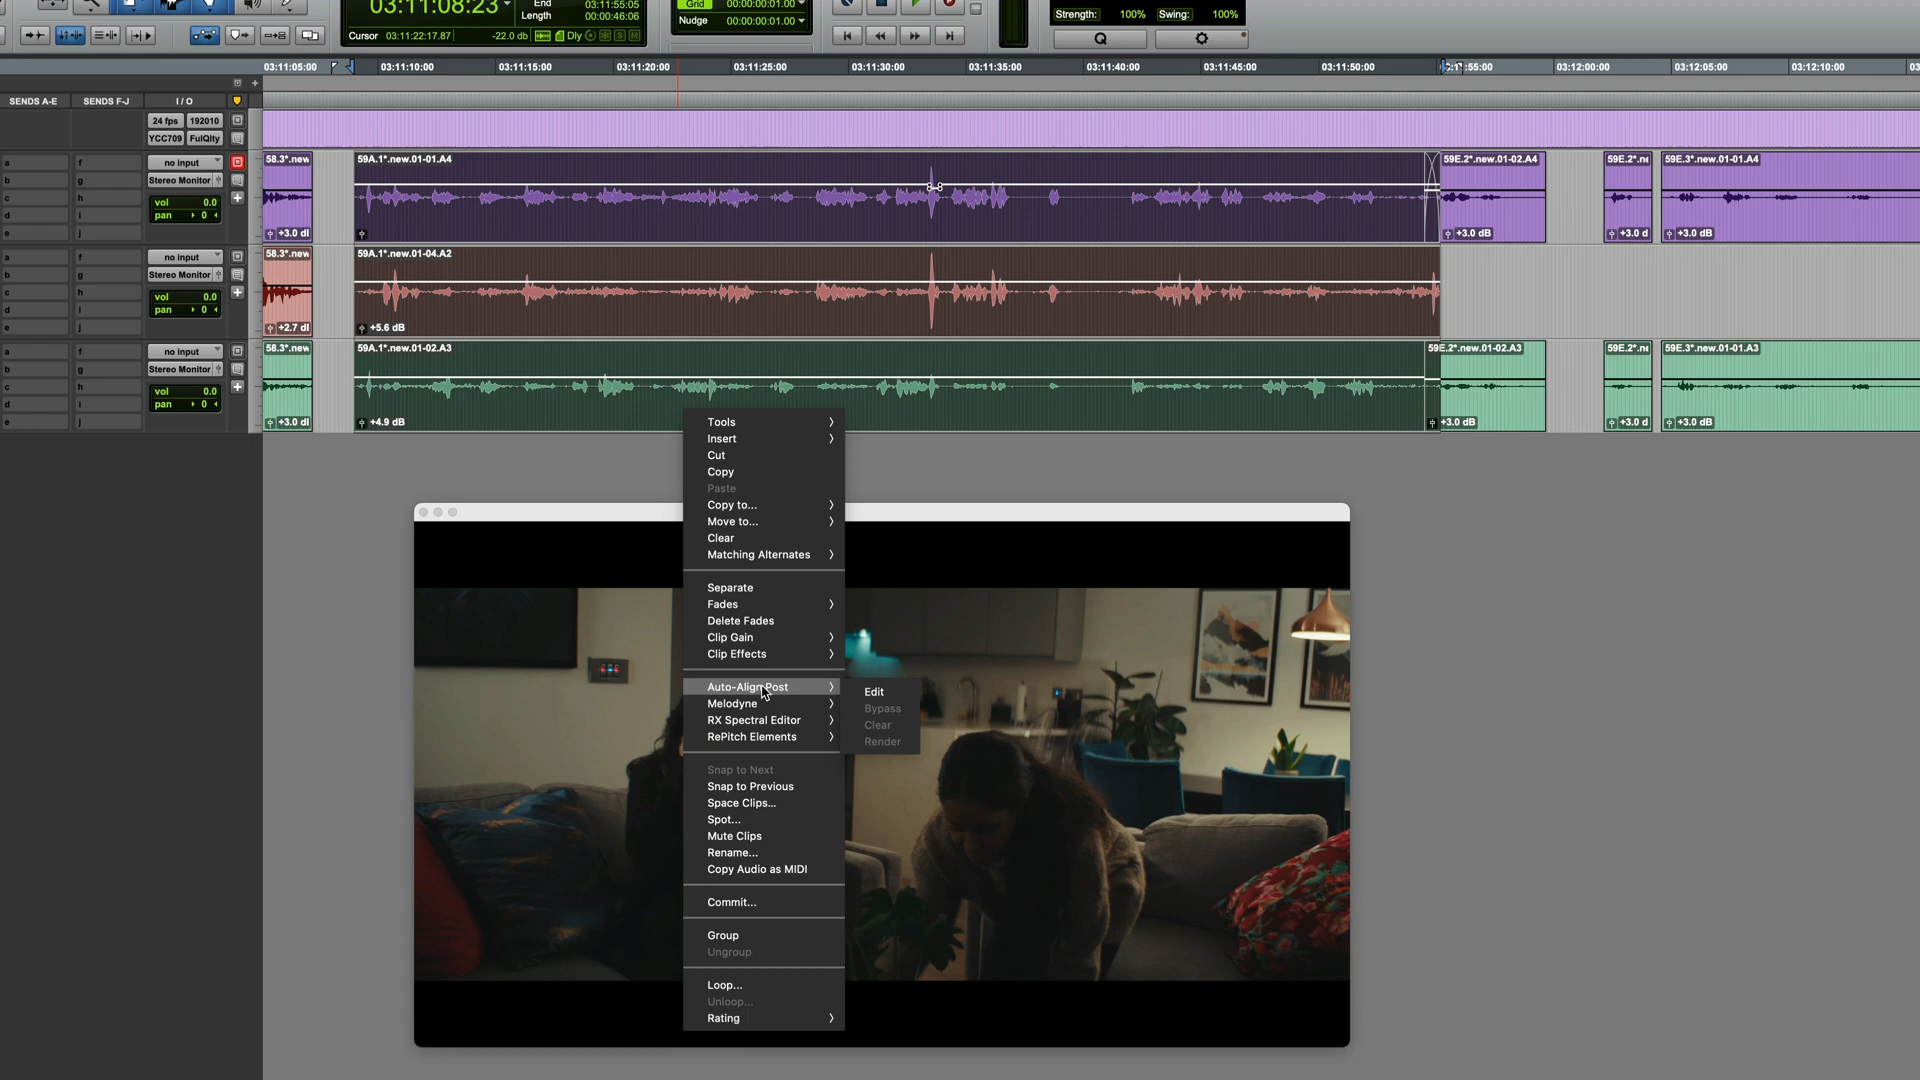 03:11:08:23
End 03:11:55:05
Length 00:00:46:06
Cursor 03:11:22:17.87 -22.0 db Dly S M
Grid 00:00:00:01.00
Nudge 00:00:00:01.00
Strength: 100% Swing: 100%
Q
03:11:05:00 03:11:10:00 03:11:15:00 03:11:20:00 03:11:25:00 03:11:30:00 03:11:35:00 03:11:40:00 03:11:45:00 03:11:50:00 :55:00 03:12:00:00 03:12:05:00 03:12:10:00 03
SENDS A-E SENDS F-J I / O
24 fps 192010
YCC709 FulQlty
a f no input 58.3*.new 59A.1*.new.01-01.A4 59E.2*.new.01-02.A4 59E.2*.ne 59E.3*.new.01-01.A4
b g Stereo Monitor
c h vol 0.0
d i pan 0
e j +3.0 dl +3.0 dB +3.0 d +3.0 dB
a f no input 58.3*.new 59A.1*.new.01-04.A2
b g Stereo Monitor
c h vol 0.0
d i pan 0
e j +2.7 dl +5.6 dB
a f no input 58.3*.new 59A.1*.new.01-02.A3 59E.2*.new.01-02.A3 59E.2*.ne 59E.3*.new.01-01.A3
b g Stereo Monitor
c h vol 0.0
d i pan 0
e j +3.0 dl +4.9 dB +3.0 dB +3.0 d +3.0 dB
Tools
Insert
Cut
Copy
Paste
Copy to...
Move to...
Clear
Matching Alternates
Separate
Fades
Delete Fades
Clip Gain
Clip Effects
Auto-Align Post
Melodyne
RX Spectral Editor
RePitch Elements
Edit
Bypass
Clear
Render
Snap to Next
Snap to Previous
Space Clips...
Spot...
Mute Clips
Rename...
Copy Audio as MIDI
Commit...
Group
Ungroup
Loop...
Unloop...
Rating